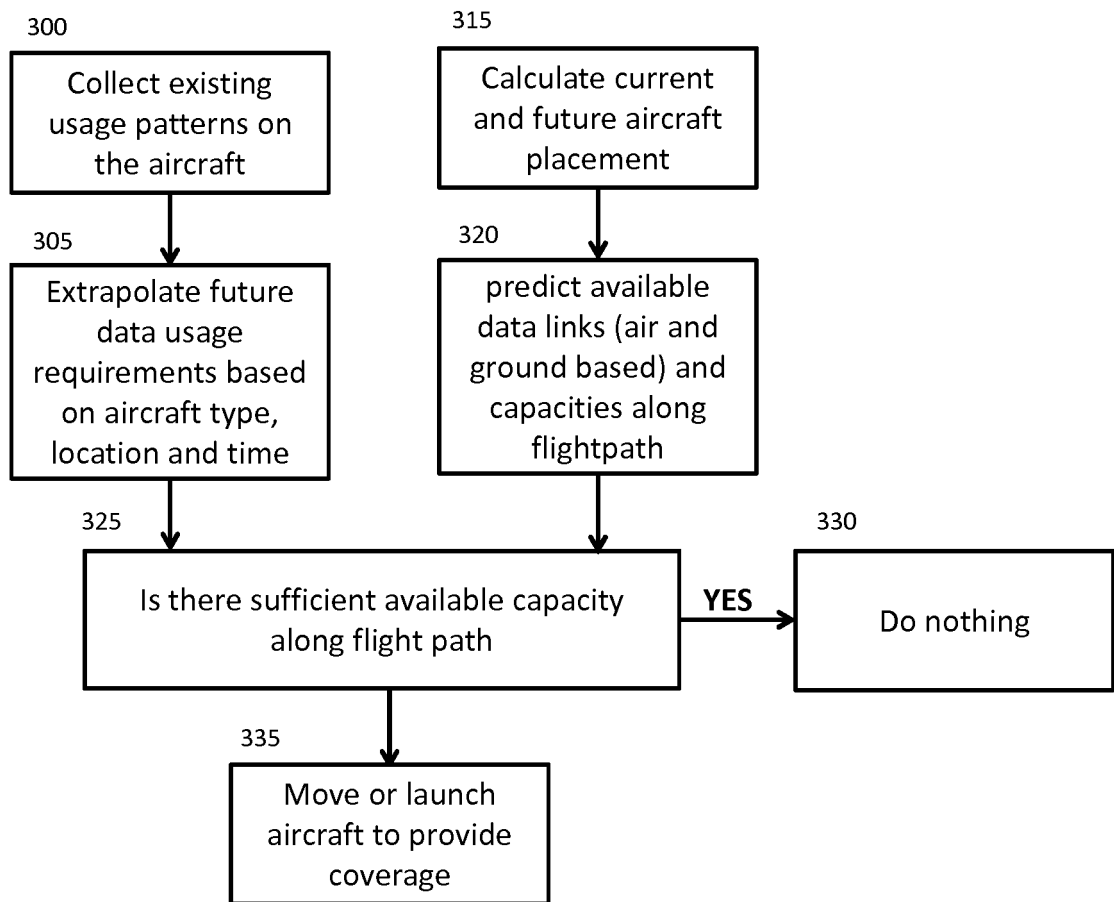 300
Collect existing
usage patterns on
the aircraft
315
Calculate current
and future aircraft
placement
305
Extrapolate future
data usage
requirements based
on aircraft type,
location and time
320
predict available
data links (air and
ground based) and
capacities along
flightpath
325
Is there sufficient available capacity
along flight path
YES
330
Do nothing
335
Move or launch
aircraft to provide
coverage